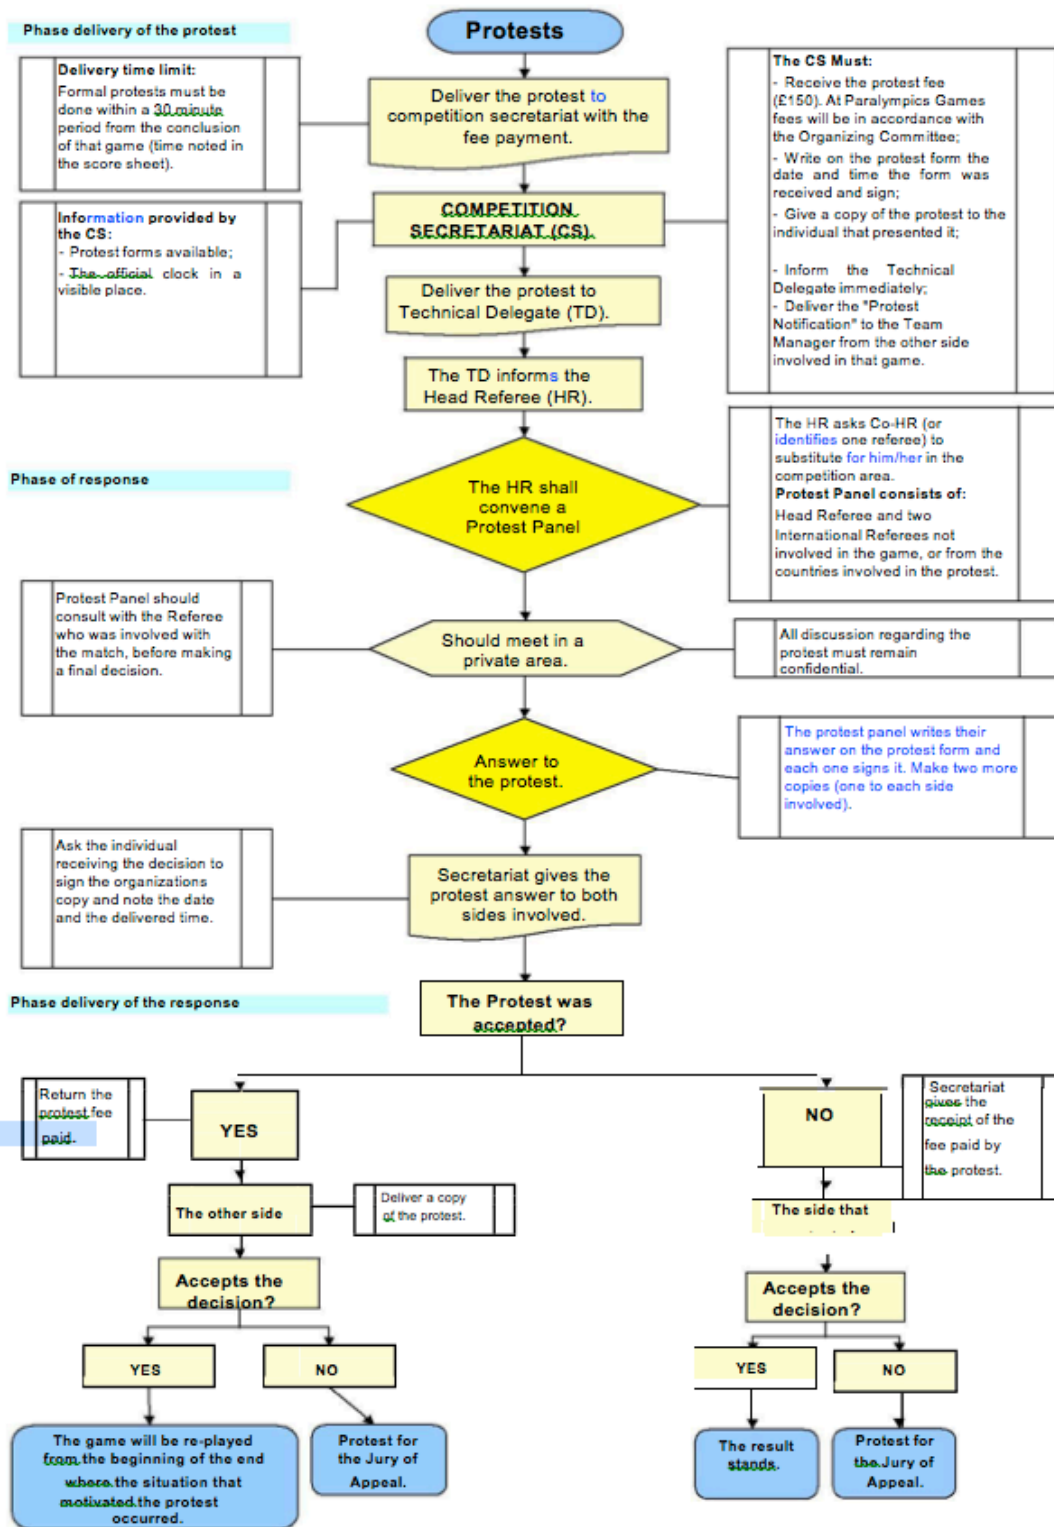 Protests
Phase delivery of the protest
Delivery time limit:
Formal protests must be
done within a 30 minute
period from the conclusion
of that game (time noted in
the score sheet).
Deliver the protest to
competition secretariat with the
fee payment.
The CS Must:
- Receive the protest fee
(£150). At Paralympics Games
fees will be in accordance with
the Organizing Committee;
- Write on the protest form the
date and time the form was
received and sign;
- Give a copy of the protest to the
individual that presented it;
- Inform the Technical
Delegate immediately;
- Deliver the "Protest
Notification" to the Team
Manager from the other side
involved in that game.
Information provided by
the CS:
- Protest forms available;
- The official clock in a
visible place.
COMPETITION
SECRETARIAT (CS).
Deliver the protest to
Technical Delegate (TD).
The TD informs the
Head Referee (HR).
Phase of response
The HR shall
convene a
Protest Panel
The HR asks Co-HR (or
identifies one referee) to
substitute for him/her in the
competition area.
Protest Panel consists of:
Head Referee and two
International Referees not
involved in the game, or from the
countries involved in the protest.
Protest Panel should
consult with the Referee
who was involved with
the match, before making
a final decision.
Should meet in a
private area.
All discussion regarding the
protest must remain
confidential.
Answer to
the protest.
The protest panel writes their
answer on the protest form and
each one signs it. Make two more
copies (one to each side
involved).
Ask the individual
receiving the decision to
sign the organizations
copy and note the date
and the delivered time.
Secretariat gives the
protest answer to both
sides involved.
Phase delivery of the response
The Protest was
accepted?
Return the
protest fee
paid.
YES
NO
Secretariat
gives the
receipt of the
fee paid by
the protest.
The other side
Deliver a copy
of the protest.
The side that
Accepts the
decision?
Accepts the
decision?
YES
NO
YES
NO
The game will be re-played
from the beginning of the end
where the situation that
motivated the protest
occurred.
Protest for
the Jury of
Appeal.
The result
stands.
Protest for
the Jury of
Appeal.